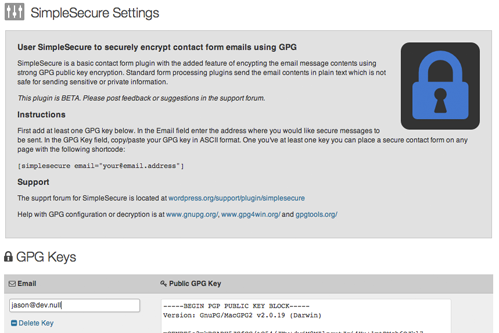 SimpleSecure Settings
User SimpleSecure to securely encrypt contact form emails using GPG
SimpleSecure is a basic contact form plugin with the added feature of encrypting the email message contents using
strong GPG public key encryption. Standard form processing plugins send the email contents in plain text which is not
safe for sending sensitive or private information.
This plugin is BETA. Please post feedback or suggestions in the support forum.
Instructions
First add at least one GPG key below. In the Email field enter the address where you would like secure messages to
be sent. In the GPG Key field, copy/paste your GPG key in ASCII format. One you've at least one key you can place a secure contact form on any
page with the following shortcode:
[simplesecure email="your@email.address"]
Support
The supprt forum for SimpleSecure is located at wordpress.org/support/plugin/simplesecure
Help with GPG configuration or decryption is at www.gnupg.org/, www.gpg4win.org/ and gpgtools.org/
GPG Keys
Email
Public GPG Key
jason@dev.null
-----BEGIN PGP PUBLIC KEY BLOCK-----
Version: GnuPG/MacGPG2 v2.0.19 (Darwin)
Delete Key